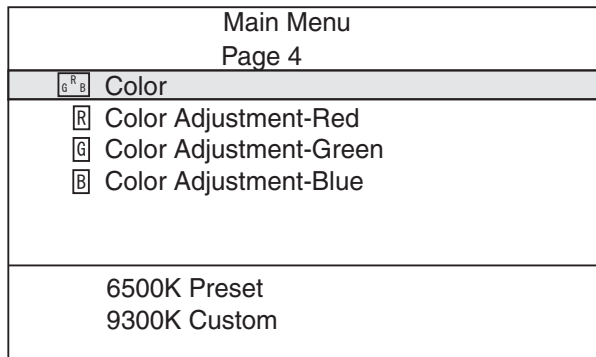 Main Menu
Page 4
G R B Color
R Color Adjustment-Red
G Color Adjustment-Green
B Color Adjustment-Blue
6500K Preset
9300K Custom